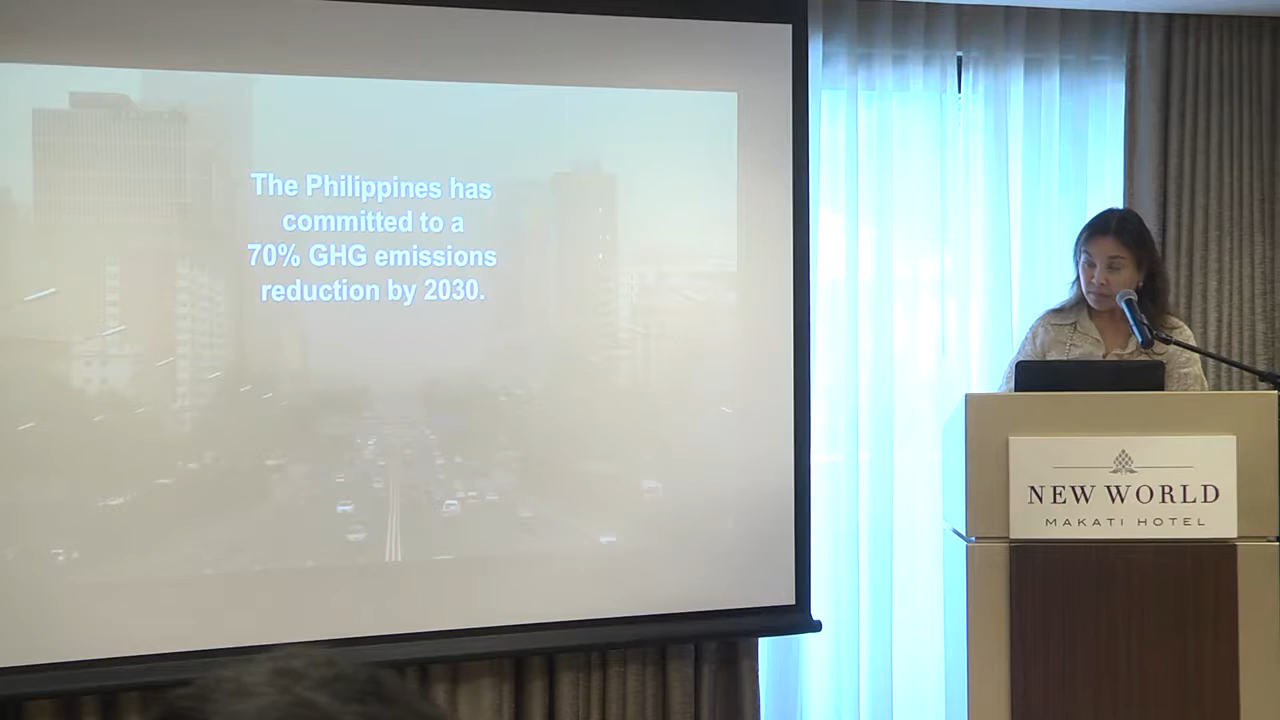 The Philippines has
committed to a
70% GHG emissions
reduction by 2030.
NEW WORLD
MAKATI HOTEL